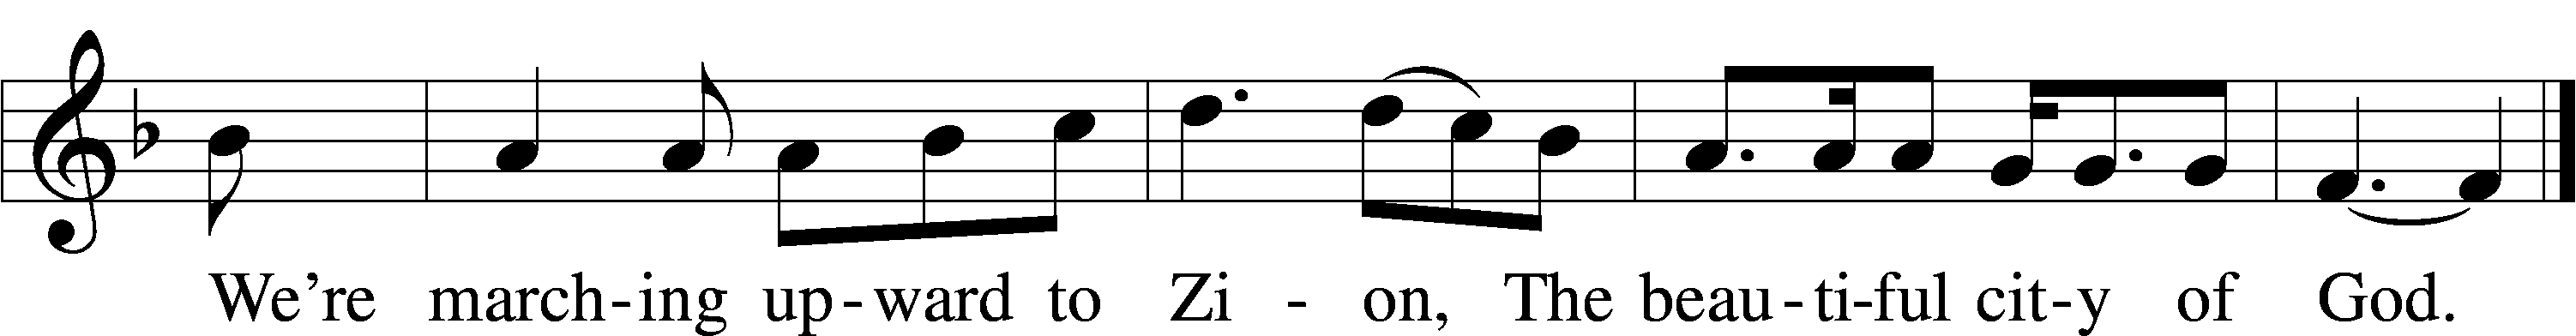 We're march-ing up-ward to Zi - on, The beau-ti-ful cit-y of God.